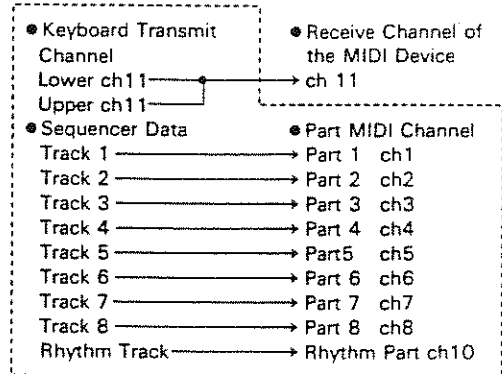 ● Keyboard Transmit
Channel
Lower ch11
Upper ch11
● Receive Channel of
the MIDI Device
ch 11
● Sequencer Data
● Part MIDI Channel
Track 1 → Part 1 ch1
Track 2 → Part 2 ch2
Track 3 → Part 3 ch3
Track 4 → Part 4 ch4
Track 5 → Part5 ch5
Track 6 → Part 6 ch6
Track 7 → Part 7 ch7
Track 8 → Part 8 ch8
Rhythm Track → Rhythm Part ch10